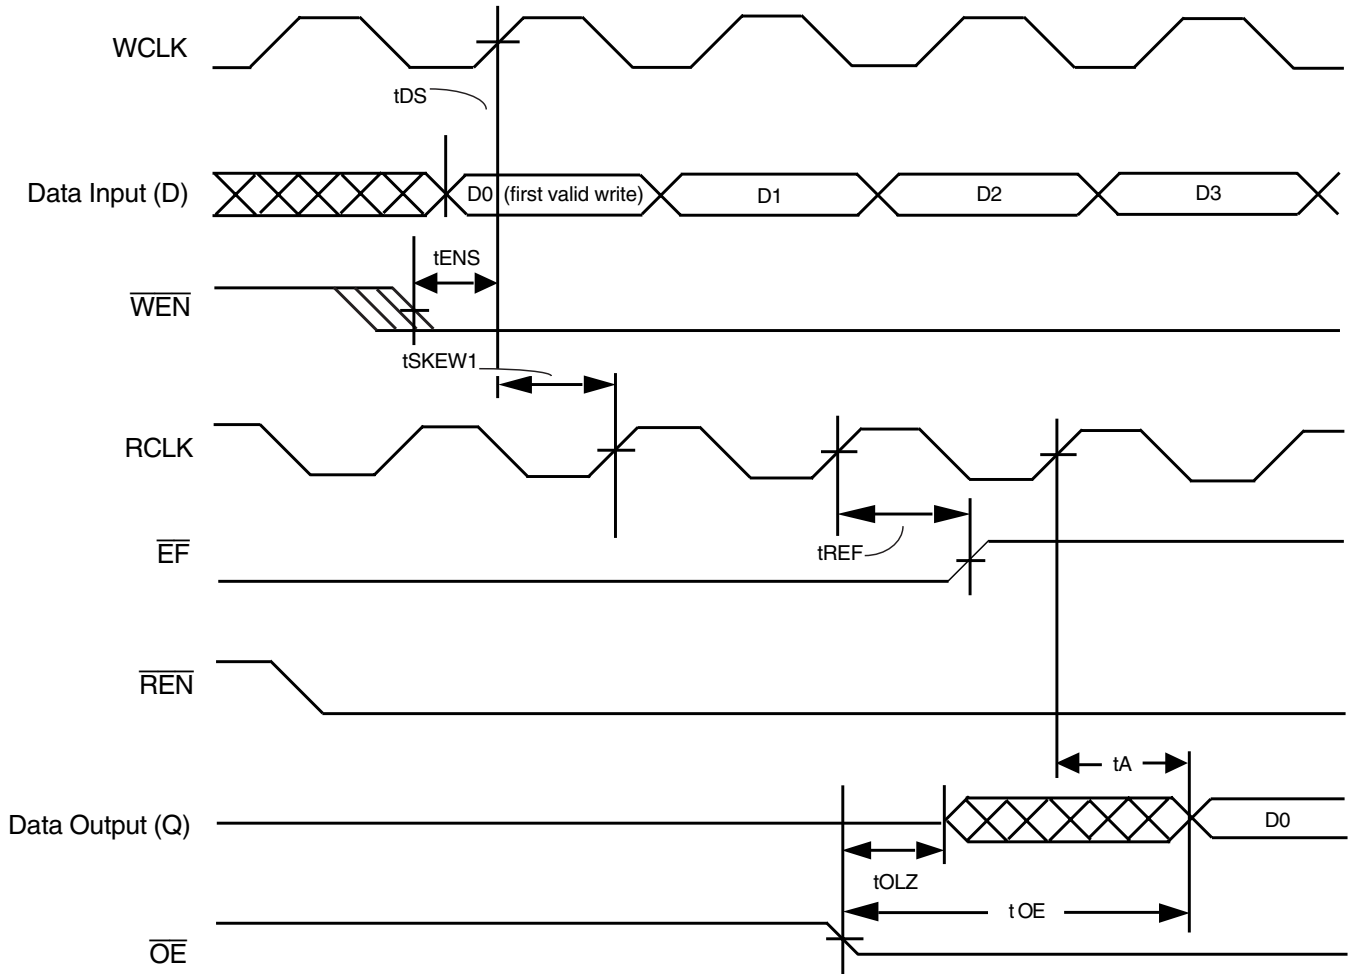 WCLK
tDS
Data Input (D)
D0 (first valid write)
D1
D2
D3
tENS
WEN
tSKEW1
RCLK
tREF
EF
REN
tA
Data Output (Q)
D0
tOLZ
t OE
OE